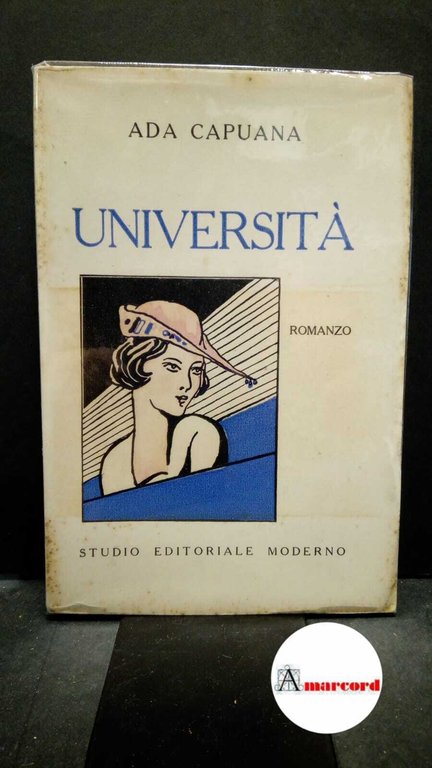 ADA CAPUANA
UNIVERSITÀ
ROMANZO
STUDIO EDITORIALE MODERNO
Amarcord